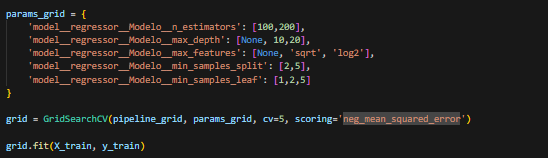 params_grid = {
    'model__regressor__Modelo__n_estimators': [100,200],
    'model__regressor__Modelo__max_depth': [None, 10,20],
    'model__regressor__Modelo__max_features': [None, 'sqrt', 'log2'],
    'model__regressor__Modelo__min_samples_split': [2,5],
    'model__regressor__Modelo__min_samples_leaf': [1,2,5]
}
grid = GridSearchCV(pipeline_grid, params_grid, cv=5, scoring='neg_mean_squared_error')
grid.fit(X_train, y_train)